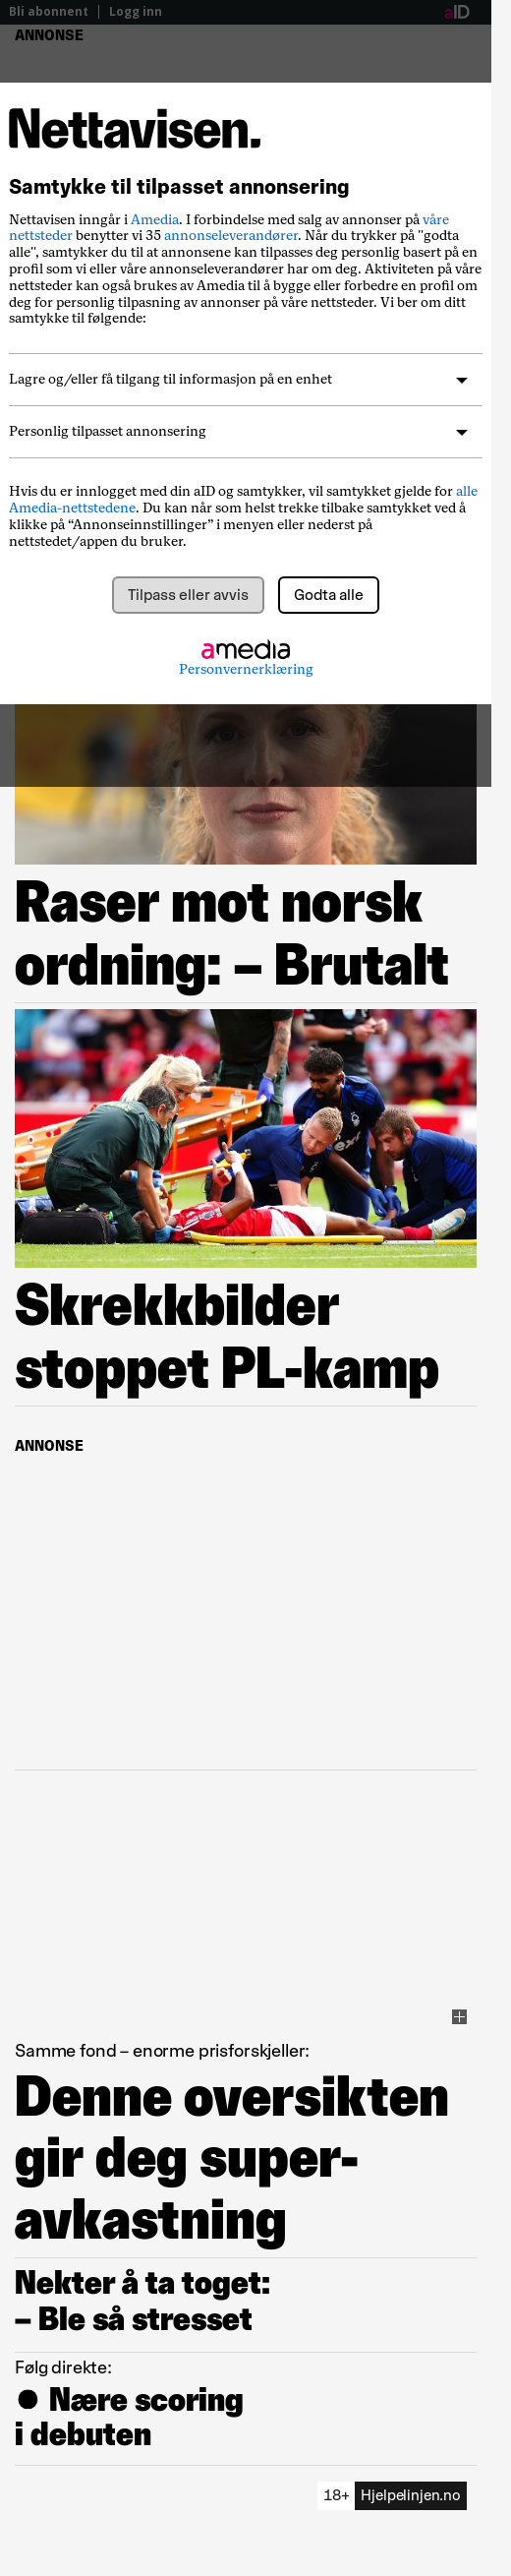 Bli abonnent | Logg inn
aID
ANNONSE
Nettavisen.
Samtykke til tilpasset annonsering
Nettavisen inngår i Amedia. I forbindelse med salg av annonser på våre
nettsteder benytter vi 35 annonseleverandører. Når du trykker på "godta
alle", samtykker du til at annonsene kan tilpasses deg personlig basert på en
profil som vi eller våre annonseleverandører har om deg. Aktiviteten på våre
nettsteder kan også brukes av Amedia til å bygge eller forbedre en profil om
deg for personlig tilpasning av annonser på våre nettsteder. Vi ber om ditt
samtykke til følgende:
Lagre og/eller få tilgang til informasjon på en enhet
Personlig tilpasset annonsering
Hvis du er innlogget med din aID og samtykker, vil samtykket gjelde for alle
Amedia-nettstedene. Du kan når som helst trekke tilbake samtykket ved å
klikke på “Annonseinnstillinger” i menyen eller nederst på
nettstedet/appen du bruker.
Tilpass eller avvis
Godta alle
amedia
Personvernerklæring
Raser mot norsk
ordning: – Brutalt
Skrekkbilder
stoppet PL-kamp
ANNONSE
Samme fond – enorme prisforskjeller:
Denne oversikten
gir deg super-
avkastning
Nekter å ta toget:
– Ble så stresset
Følg direkte:
● Nære scoring
i debuten
18+ Hjelpelinjen.no